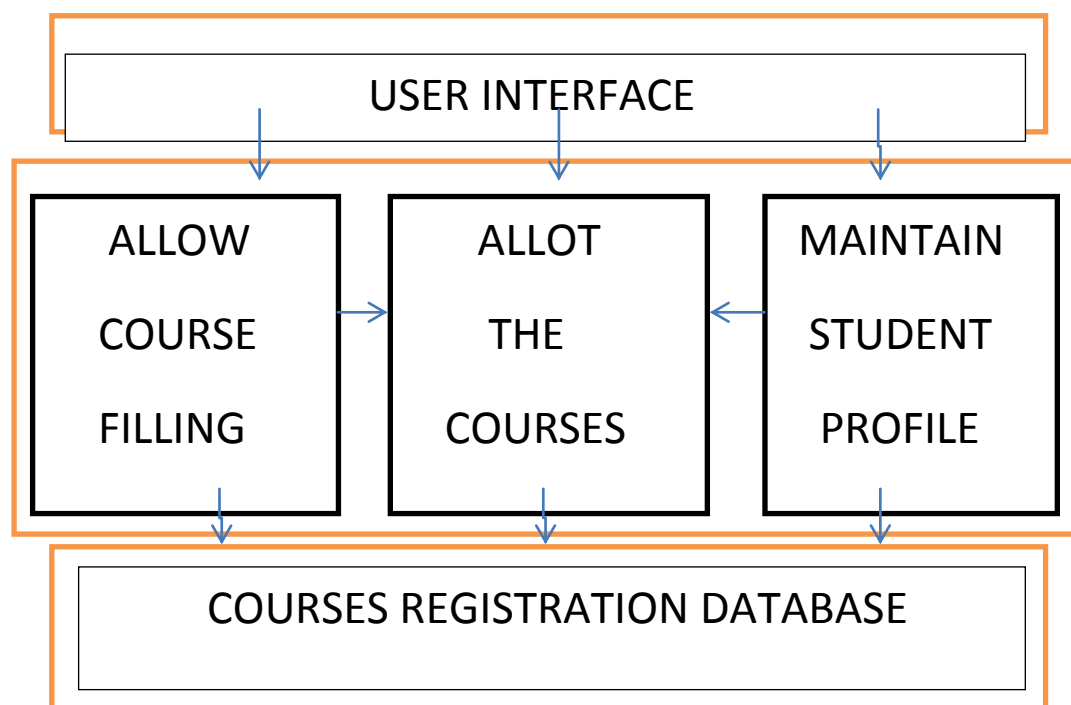 USER INTERFACE
ALLOW
COURSE
FILLING
ALLOT
THE
COURSES
MAINTAIN
STUDENT
PROFILE
COURSES REGISTRATION DATABASE